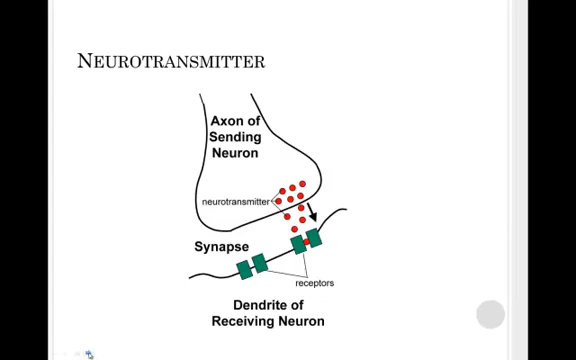 NEUROTRANSMITTER
Axon of
Sending
Neuron
neurotransmitter
Synapse
receptors
Dendrite of
Receiving Neuron